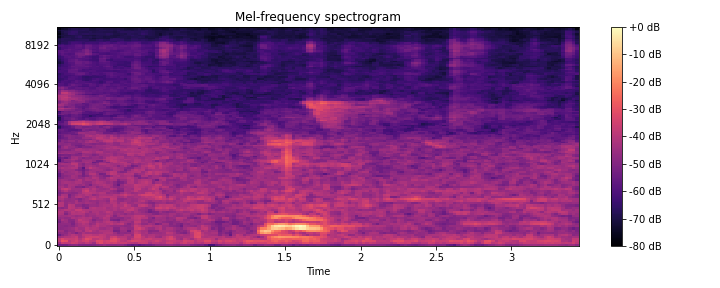 Mel-frequency spectrogram
8192
4096
2048
1024
512
0
Hz
0
0.5
1
1.5
2
2.5
3
Time
+0 dB
-10 dB
-20 dB
-30 dB
-40 dB
-50 dB
-60 dB
-70 dB
-80 dB